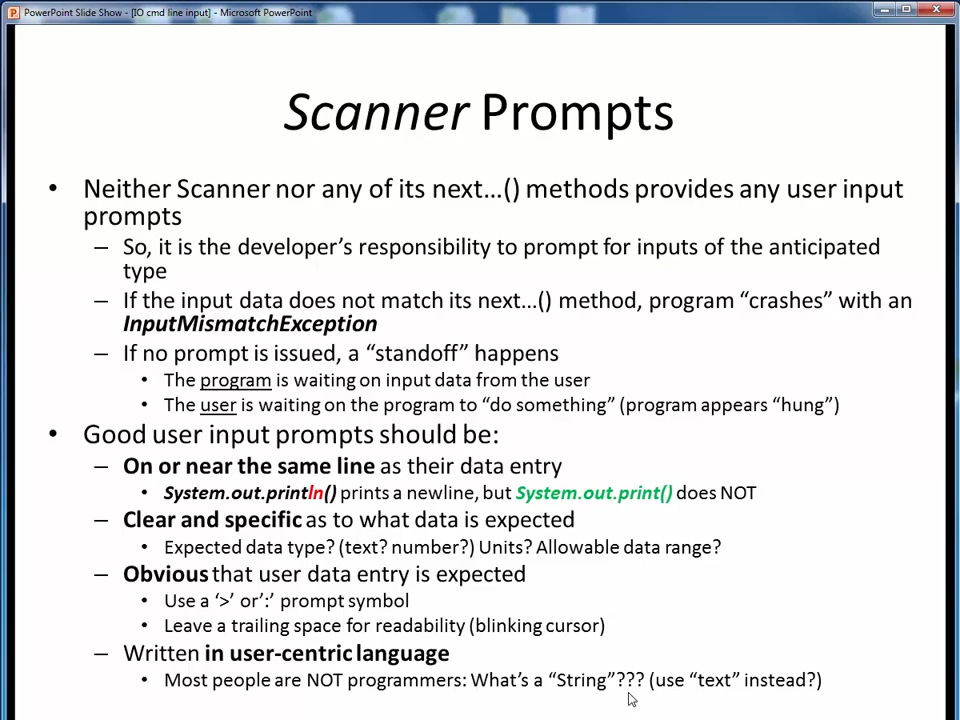 PowerPoint Slide Show - [IO cmd line input] - Microsoft PowerPoint
Scanner Prompts
• Neither Scanner nor any of its next…() methods provides any user input
prompts
– So, it is the developer’s responsibility to prompt for inputs of the anticipated
type
– If the input data does not match its next…() method, program “crashes” with an
InputMismatchException
– If no prompt is issued, a “standoff” happens
• The program is waiting on input data from the user
• The user is waiting on the program to “do something” (program appears “hung”)
• Good user input prompts should be:
– On or near the same line as their data entry
• System.out.println() prints a newline, but System.out.print() does NOT
– Clear and specific as to what data is expected
• Expected data type? (text? number?) Units? Allowable data range?
– Obvious that user data entry is expected
• Use a ‘>’ or’:’ prompt symbol
• Leave a trailing space for readability (blinking cursor)
– Written in user-centric language
• Most people are NOT programmers: What’s a “String”??? (use “text” instead?)